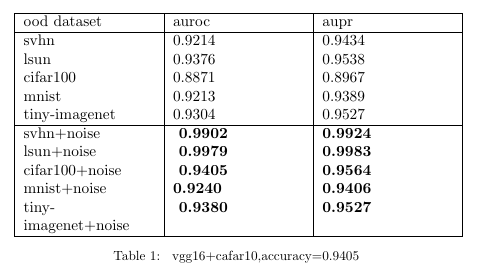 ood dataset auroc aupr
svhn 0.9214 0.9434
lsun 0.9376 0.9538
cifar100 0.8871 0.8967
mnist 0.9213 0.9389
tiny-imagenet 0.9304 0.9527
svhn+noise 0.9902 0.9924
lsun+noise 0.9979 0.9983
cifar100+noise 0.9405 0.9564
mnist+noise 0.9240 0.9406
tiny- 0.9380 0.9527
imagenet+noise
Table 1: vgg16+cafar10,accuracy=0.9405